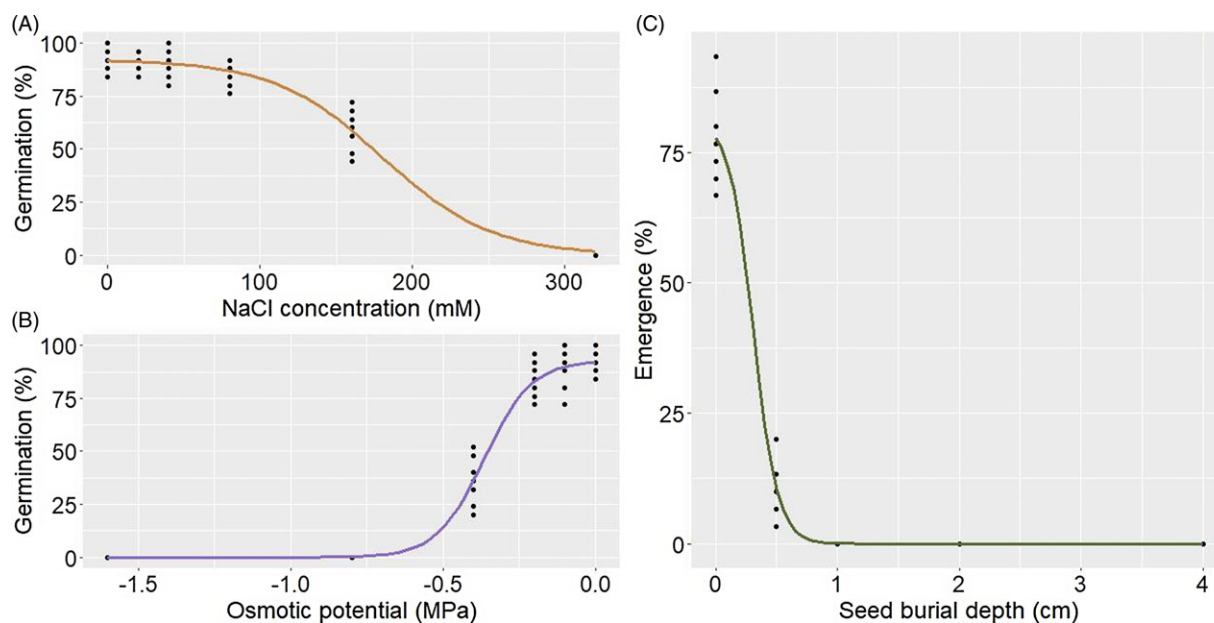 (A)
100
75
50
25
0
Germination (%)
0 100 200 300
NaCl concentration (mM)
(B)
100
75
50
25
0
Germination (%)
-1.5 -1.0 -0.5 0.0
Osmotic potential (MPa)
(C)
75
50
25
0
Emergence (%)
0 1 2 3 4
Seed burial depth (cm)